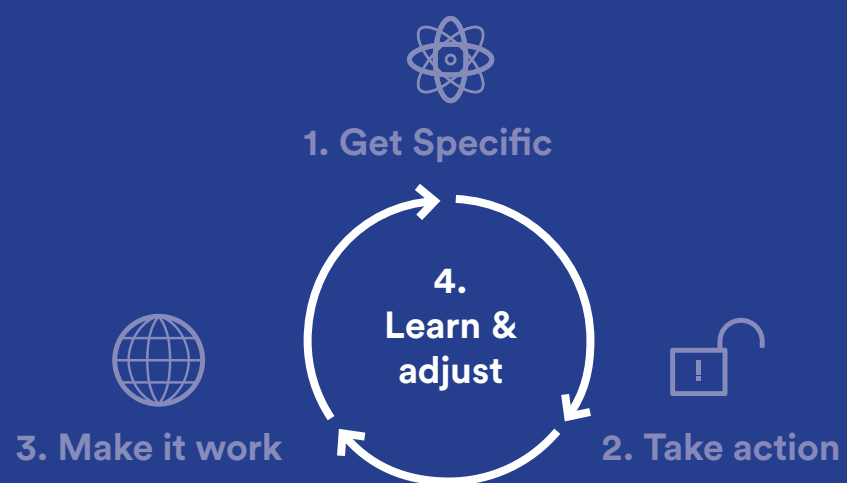 1. Get Specific
4.
Learn &
adjust
3. Make it work
2. Take action
!